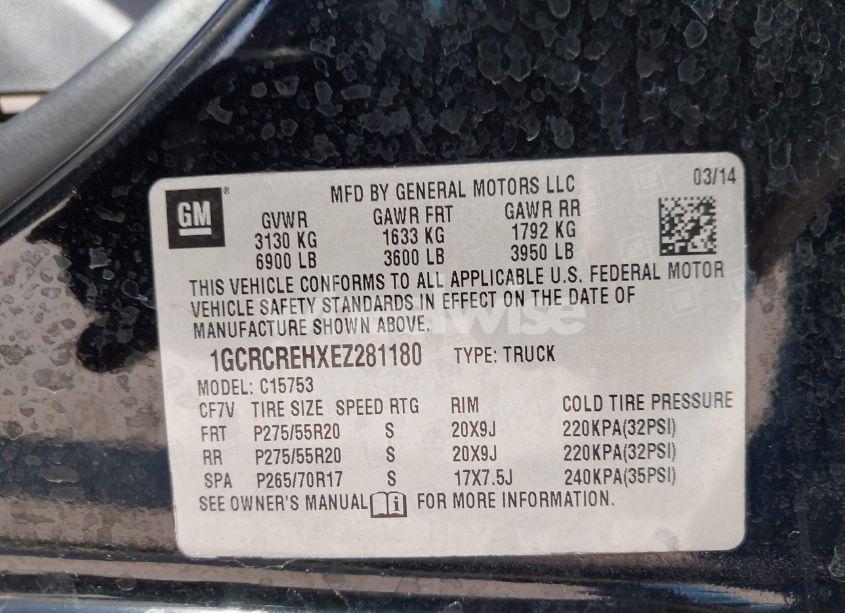 GM ®
MFD BY GENERAL MOTORS LLC 03/14
GVWR GAWR FRT GAWR RR
3130 KG 1633 KG 1792 KG
6900 LB 3600 LB 3950 LB
THIS VEHICLE CONFORMS TO ALL APPLICABLE U.S. FEDERAL MOTOR
VEHICLE SAFETY STANDARDS IN EFFECT ON THE DATE OF
MANUFACTURE SHOWN ABOVE.
1GCRCREHXEZ281180 TYPE: TRUCK
MODEL: C15753
CF7V TIRE SIZE SPEED RTG RIM COLD TIRE PRESSURE
FRT P275/55R20 S 20X9J 220KPA(32PSI)
RR P275/55R20 S 20X9J 220KPA(32PSI)
SPA P265/70R17 S 17X7.5J 240KPA(35PSI)
SEE OWNER'S MANUAL i FOR MORE INFORMATION.